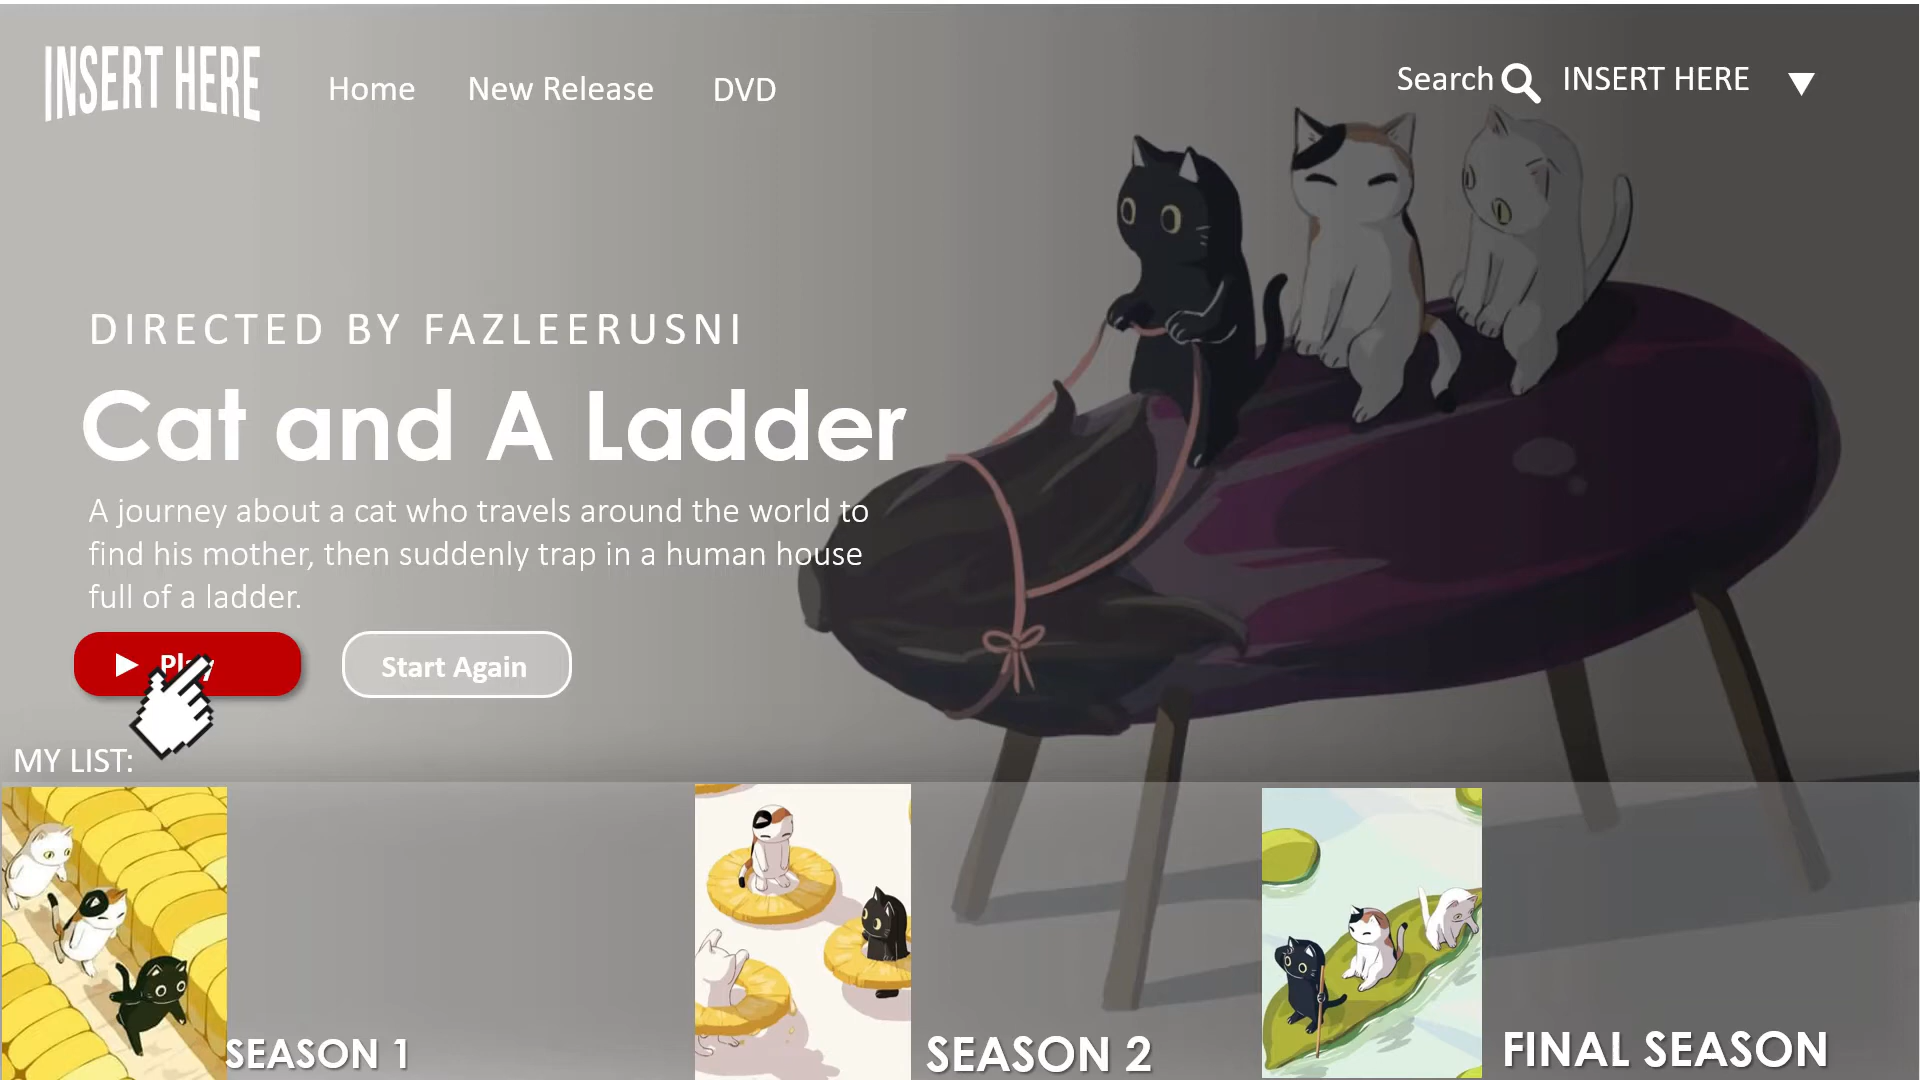 INSERT HERE
Home
New Release
DVD
Search
INSERT HERE
DIRECTED BY FAZLEERUSNI
Cat and A Ladder
A journey about a cat who travels around the world to
find his mother, then suddenly trap in a human house
full of a ladder.
Play
Start Again
MY LIST:
SEASON 1
SEASON 2
FINAL SEASON